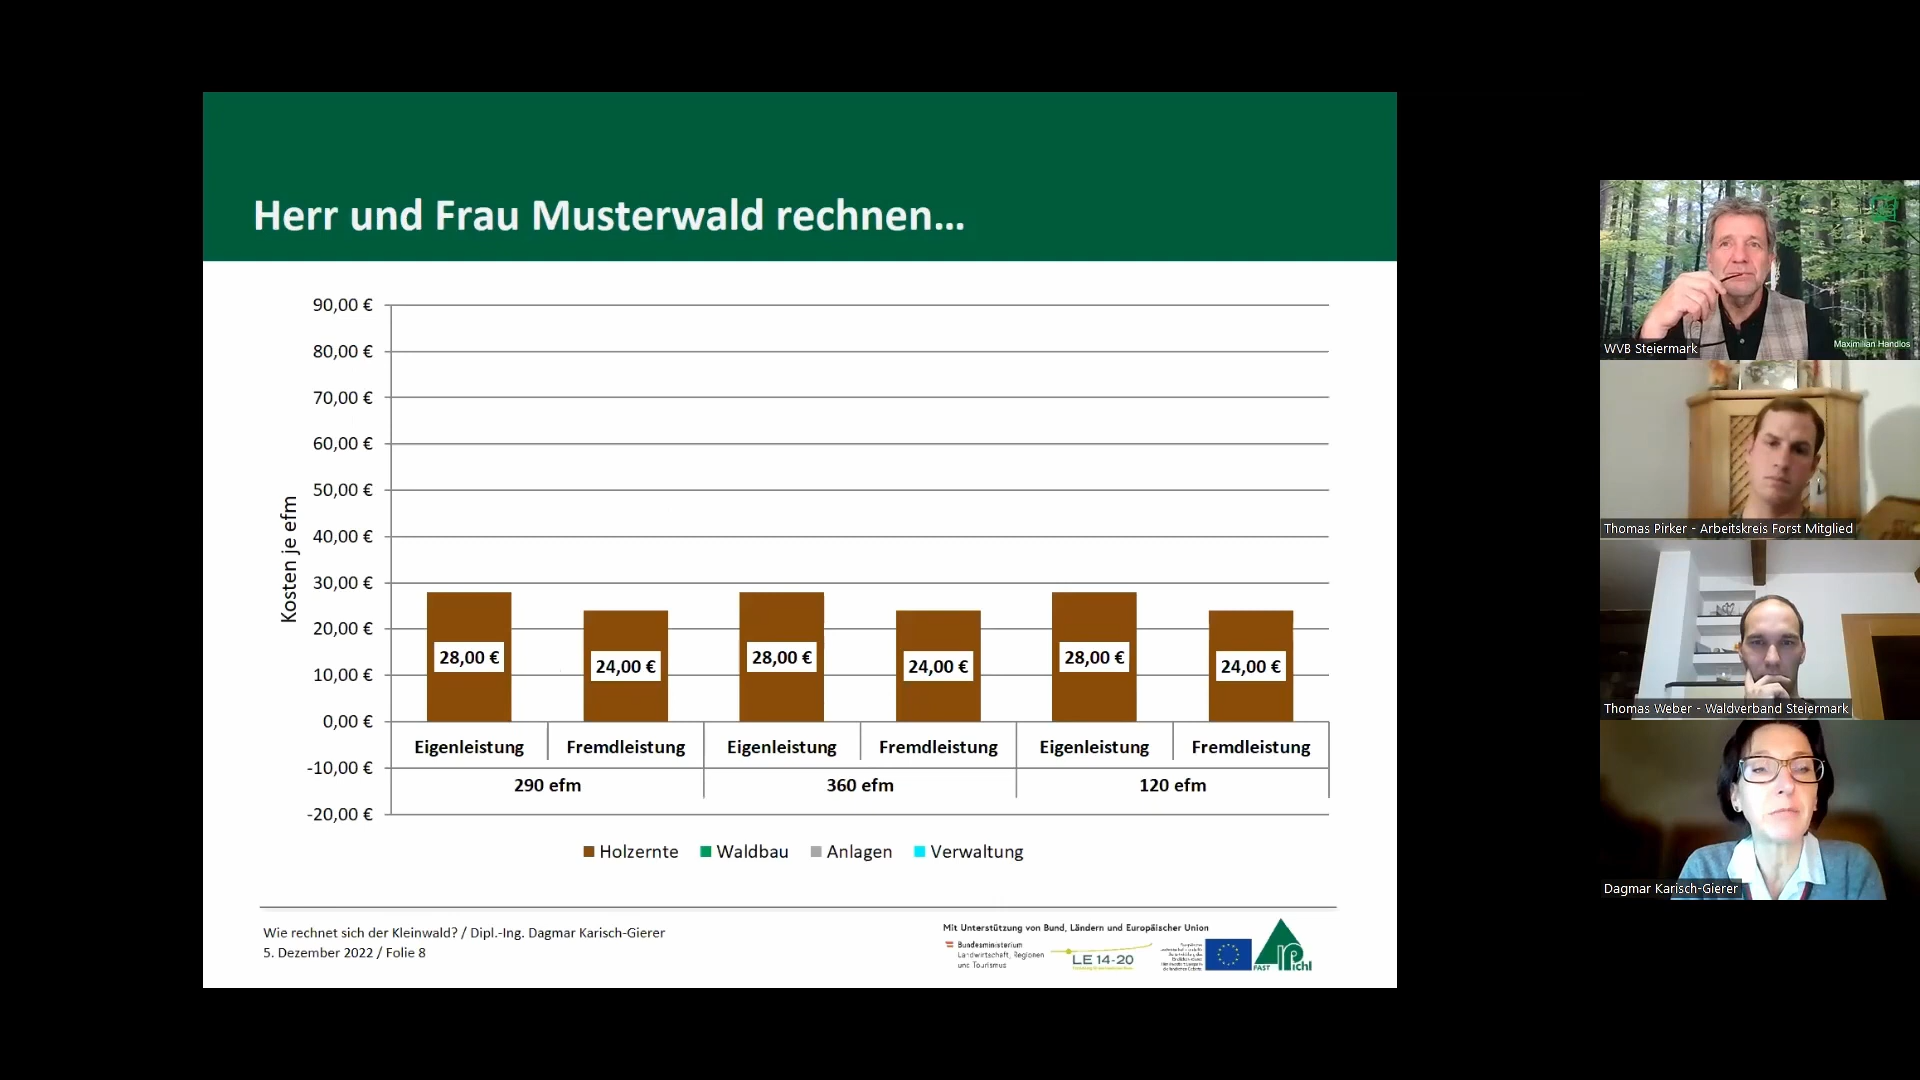 Herr und Frau Musterwald rechnen...
90,00 €
80,00 €
70,00 €
60,00 €
50,00 €
40,00 €
30,00 €
20,00 €
10,00 €
0,00 €
-10,00 €
-20,00 €
Kosten je efm
28,00 €
24,00 €
28,00 €
24,00 €
28,00 €
24,00 €
Eigenleistung Fremdleistung Eigenleistung Fremdleistung Eigenleistung Fremdleistung
290 efm 360 efm 120 efm
Holzernte Waldbau Anlagen Verwaltung
Wie rechnet sich der Kleinwald? / Dipl.-Ing. Dagmar Karisch-Gierer
5. Dezember 2022 / Folie 8
Mit Unterstützung von Bund, Ländern und Europäischer Union
Bundesministerium
Landwirtschaft, Regionen
und Tourismus
LE 14-20
FAST Pichl
WVB Steiermark
Maximilian Handlos
Thomas Pirker - Arbeitskreis Forst Mitglied
Thomas Weber - Waldverband Steiermark
Dagmar Karisch-Gierer